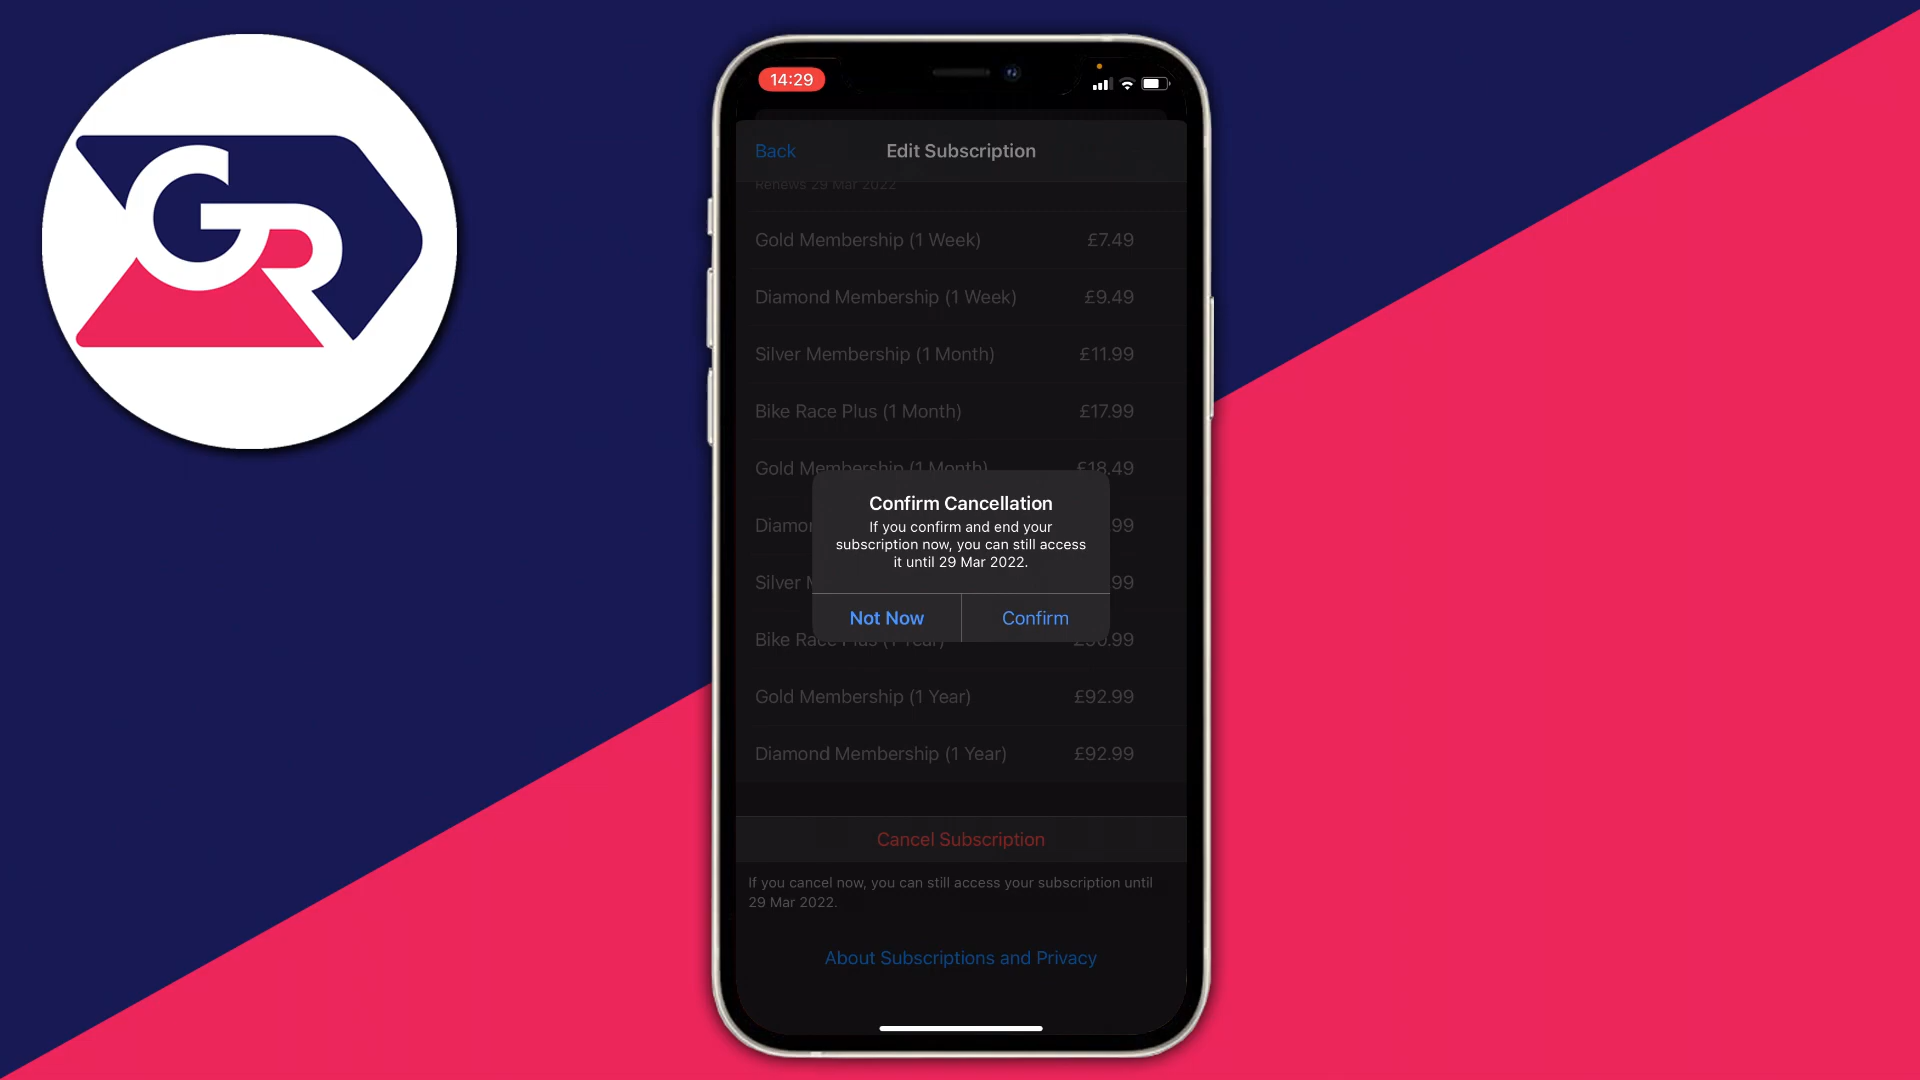 GR
14:29
Back
Edit Subscription
Renews 29 Mar 2022
Gold Membership (1 Week) £7.49
Diamond Membership (1 Week) £9.49
Silver Membership (1 Month) £11.99
Bike Race Plus (1 Month) £17.99
Gold Membership (1 Month) £18.49
Confirm Cancellation
If you confirm and end your
subscription now, you can still access
it until 29 Mar 2022.
Not Now
Confirm
Bike Race Plus (1 Year)
Gold Membership (1 Year) £92.99
Diamond Membership (1 Year) £92.99
Cancel Subscription
If you cancel now, you can still access your subscription until
29 Mar 2022.
About Subscriptions and Privacy